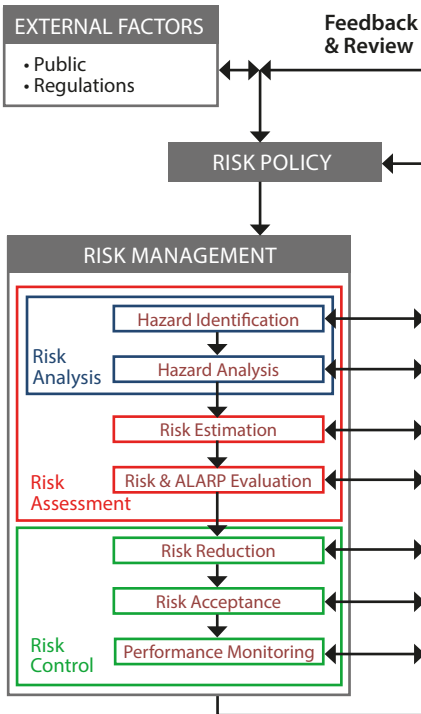 EXTERNAL FACTORS
• Public
• Regulations
Feedback
& Review
RISK POLICY
RISK MANAGEMENT
Hazard Identification
Risk
Analysis
Hazard Analysis
Risk Estimation
Risk & ALARP Evaluation
Risk
Assessment
Risk Reduction
Risk Acceptance
Performance Monitoring
Risk
Control